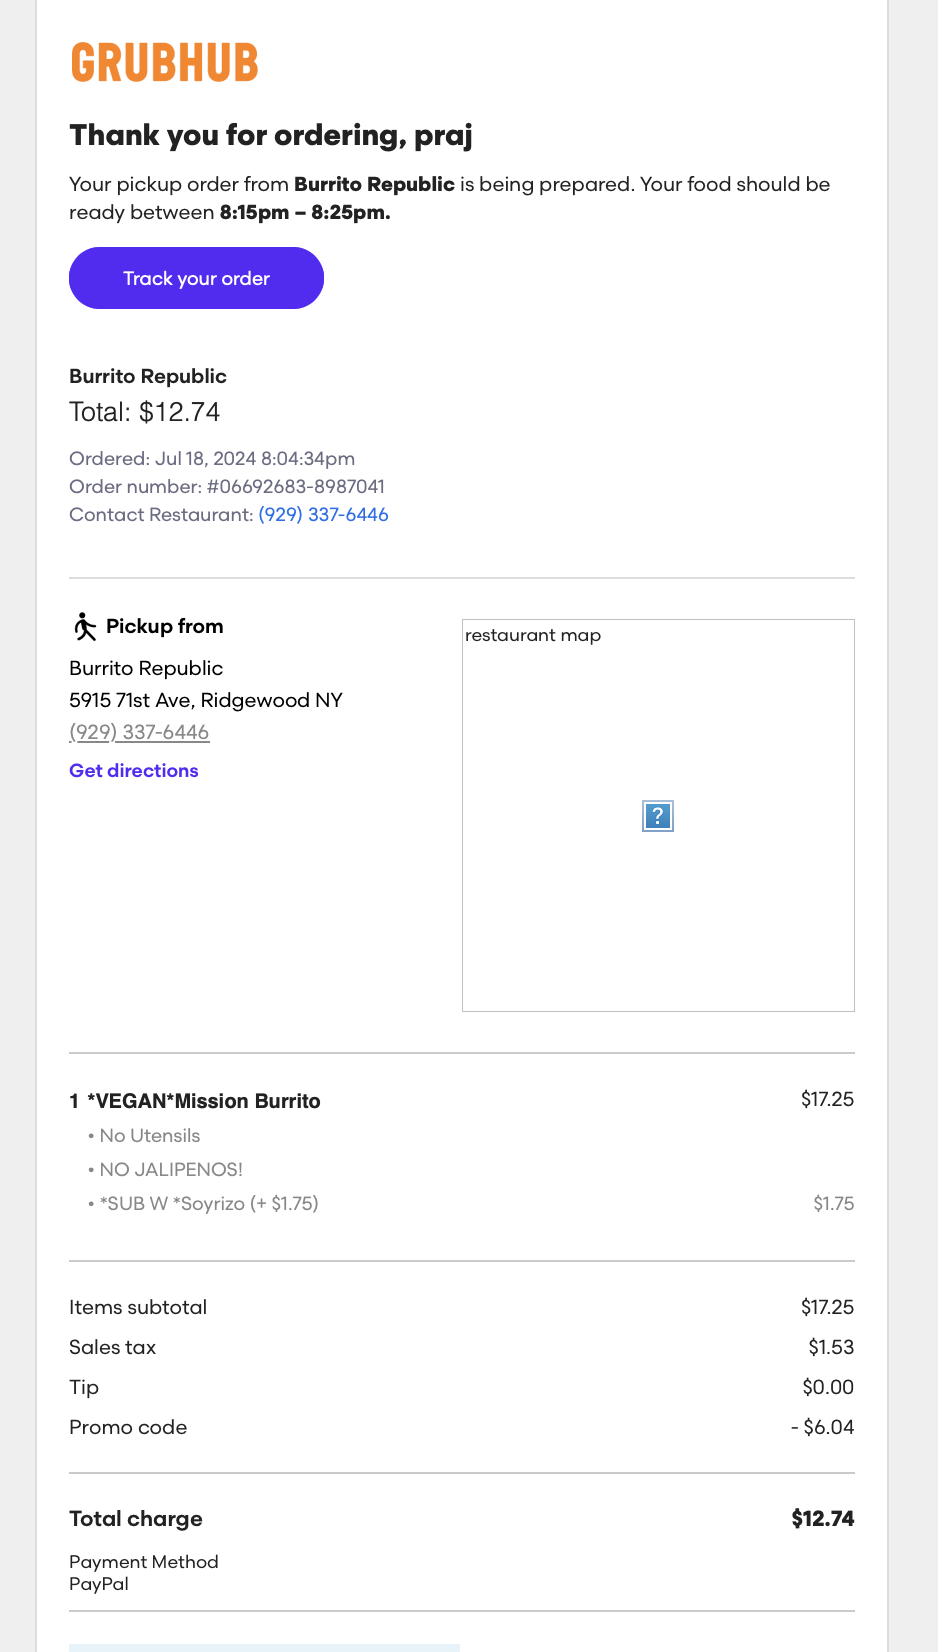 GRUBHUB
Thank you for ordering, praj
Your pickup order from Burrito Republic is being prepared. Your food should be
ready between 8:15pm – 8:25pm.
Track your order
Burrito Republic
Total: $12.74
Ordered: Jul 18, 2024 8:04:34pm
Order number: #06692683-8987041
Contact Restaurant: (929) 337-6446
Pickup from
Burrito Republic
5915 71st Ave, Ridgewood NY
(929) 337-6446
Get directions
restaurant map
?
1 *VEGAN*Mission Burrito $17.25
• No Utensils
• NO JALIPENOS!
• *SUB W *Soyrizo (+ $1.75) $1.75
Items subtotal $17.25
Sales tax $1.53
Tip $0.00
Promo code - $6.04
Total charge $12.74
Payment Method
PayPal